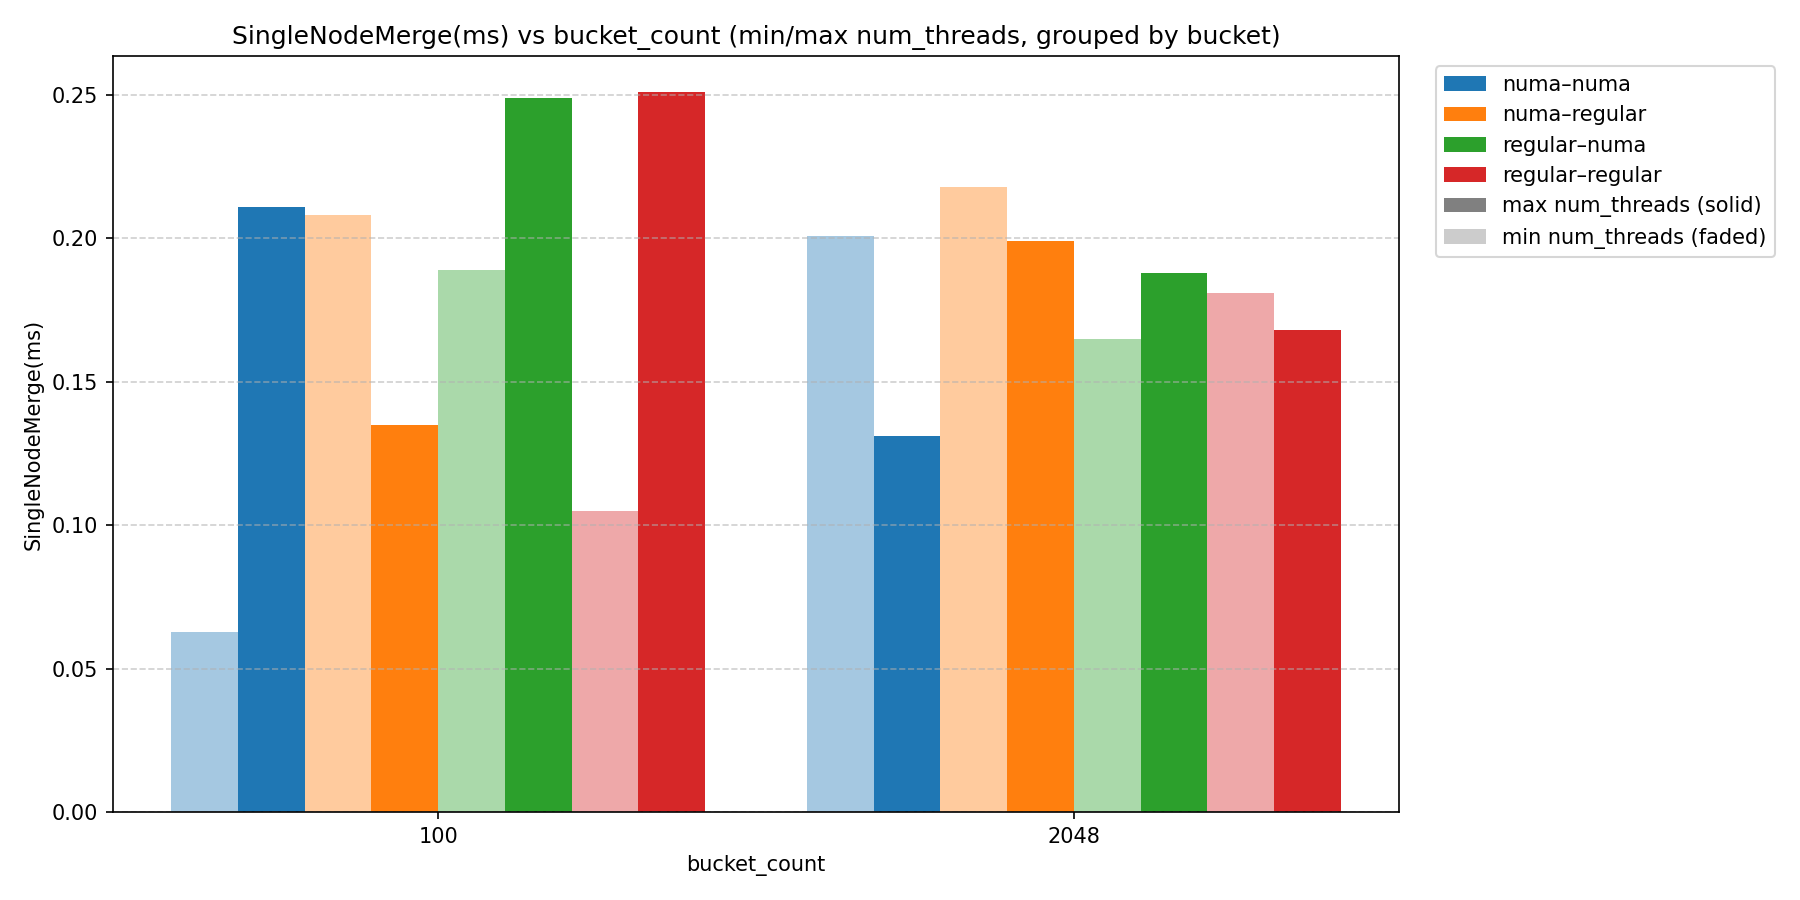 SingleNodeMerge(ms) vs bucket_count (min/max num_threads, grouped by bucket)
SingleNodeMerge(ms)
0.25
0.20
0.15
0.10
0.05
0.00
100
2048
bucket_count
numa–numa
numa–regular
regular–numa
regular–regular
max num_threads (solid)
min num_threads (faded)